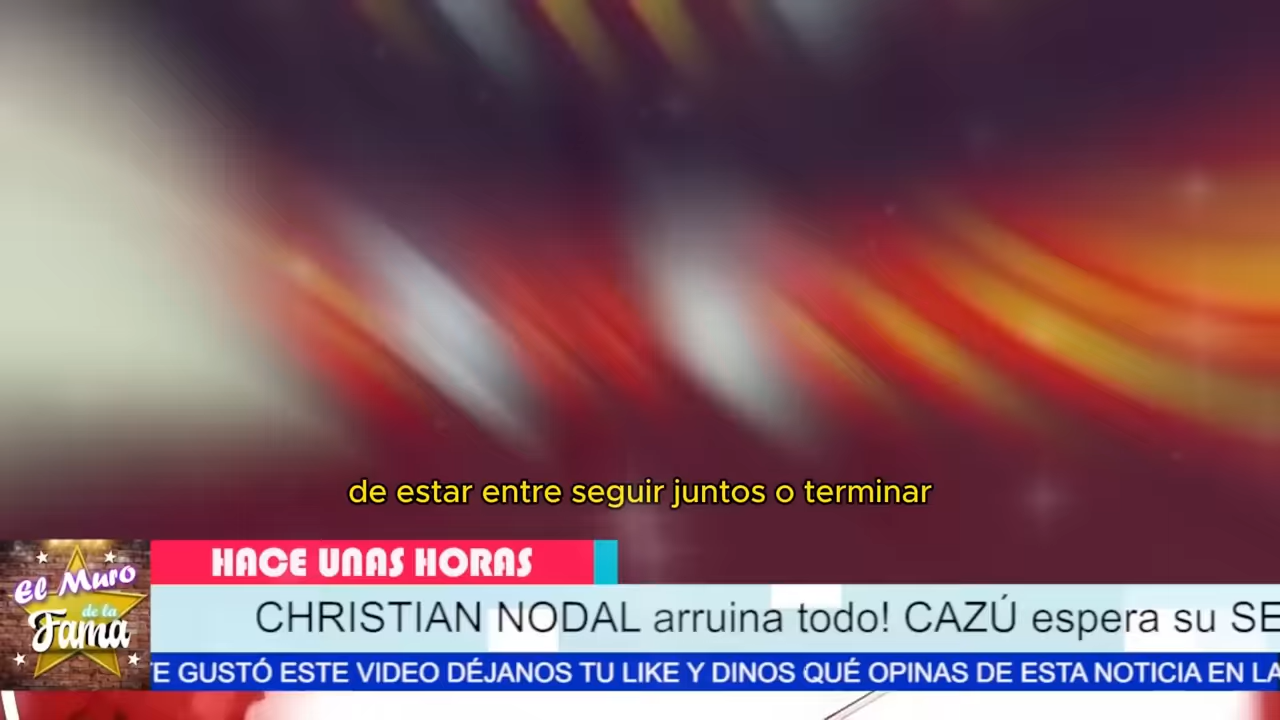 de estar entre seguir juntos o terminar
HACE UNAS HORAS
El Muro
de la
Fama
CHRISTIAN NODAL arruina todo! CAZÚ espera su SE
E GUSTÓ ESTE VIDEO DÉJANOS TU LIKE Y DINOS QUÉ OPINAS DE ESTA NOTICIA EN LA